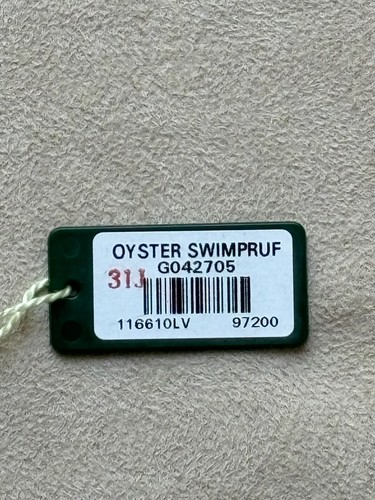 OYSTER SWIMPRUF
G042705
31J
116610LV 97200